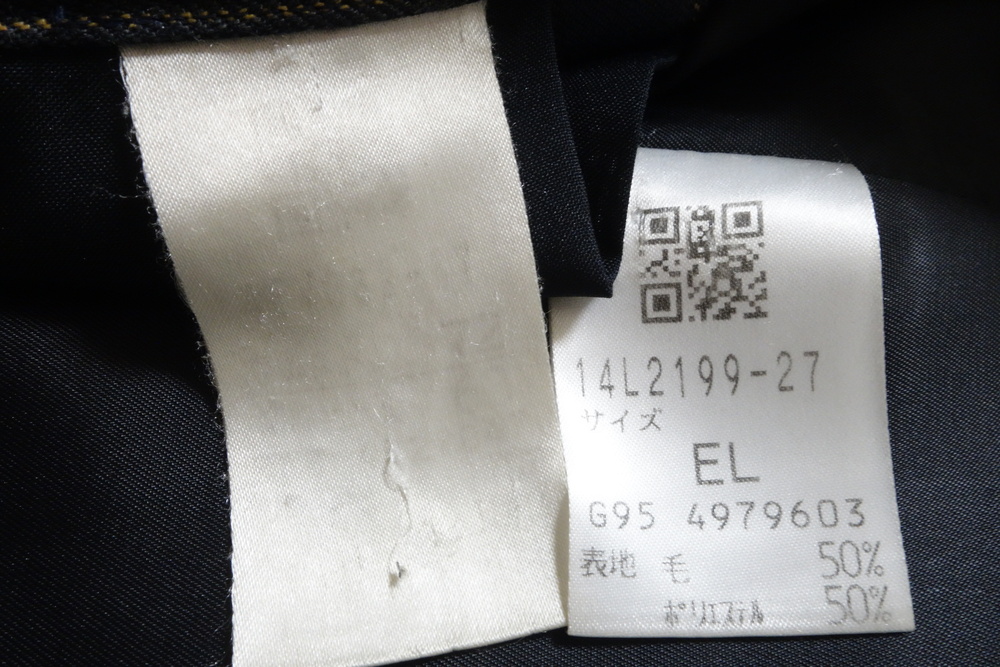 14L2199-27
サイズ
EL
G95 4979603
表地 毛 50%
ポリエステル 50%